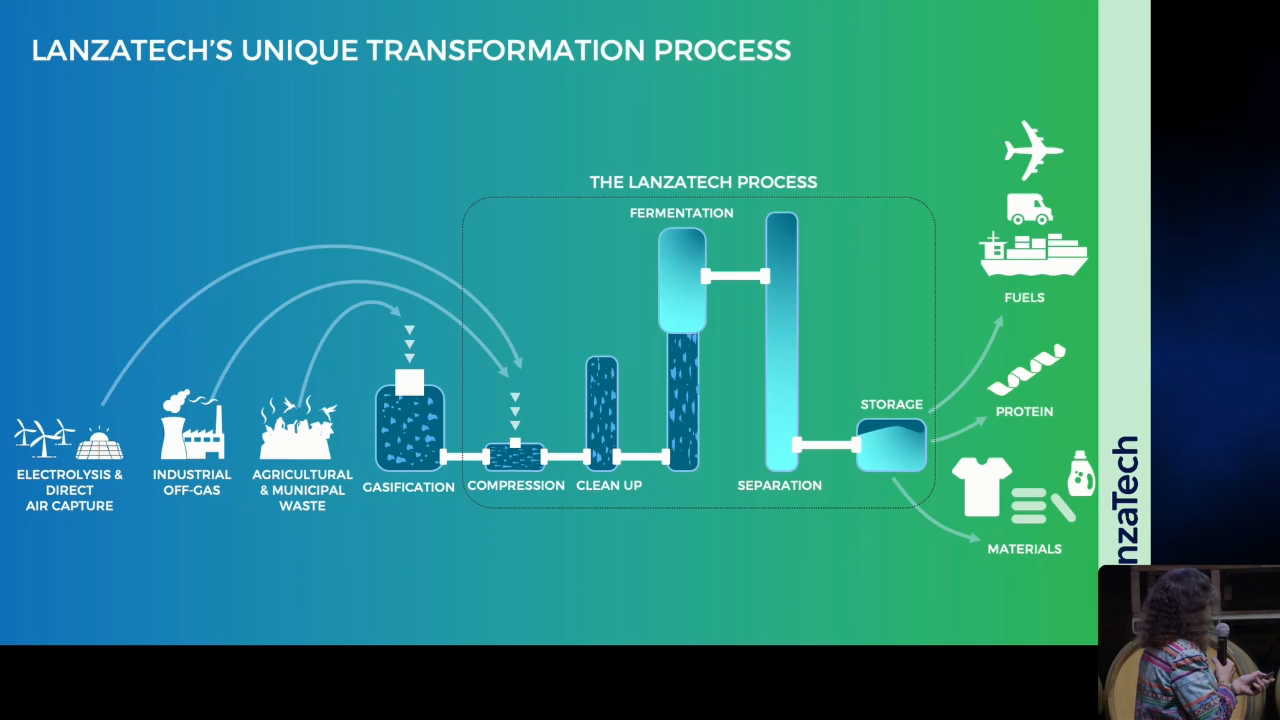 LANZATECH'S UNIQUE TRANSFORMATION PROCESS
THE LANZATECH PROCESS
FERMENTATION
FUELS
STORAGE
PROTEIN
ELECTROLYSIS &
DIRECT
AIR CAPTURE
INDUSTRIAL
OFF-GAS
AGRICULTURAL
& MUNICIPAL
WASTE
GASIFICATION
COMPRESSION
CLEAN UP
SEPARATION
MATERIALS
nzaTech